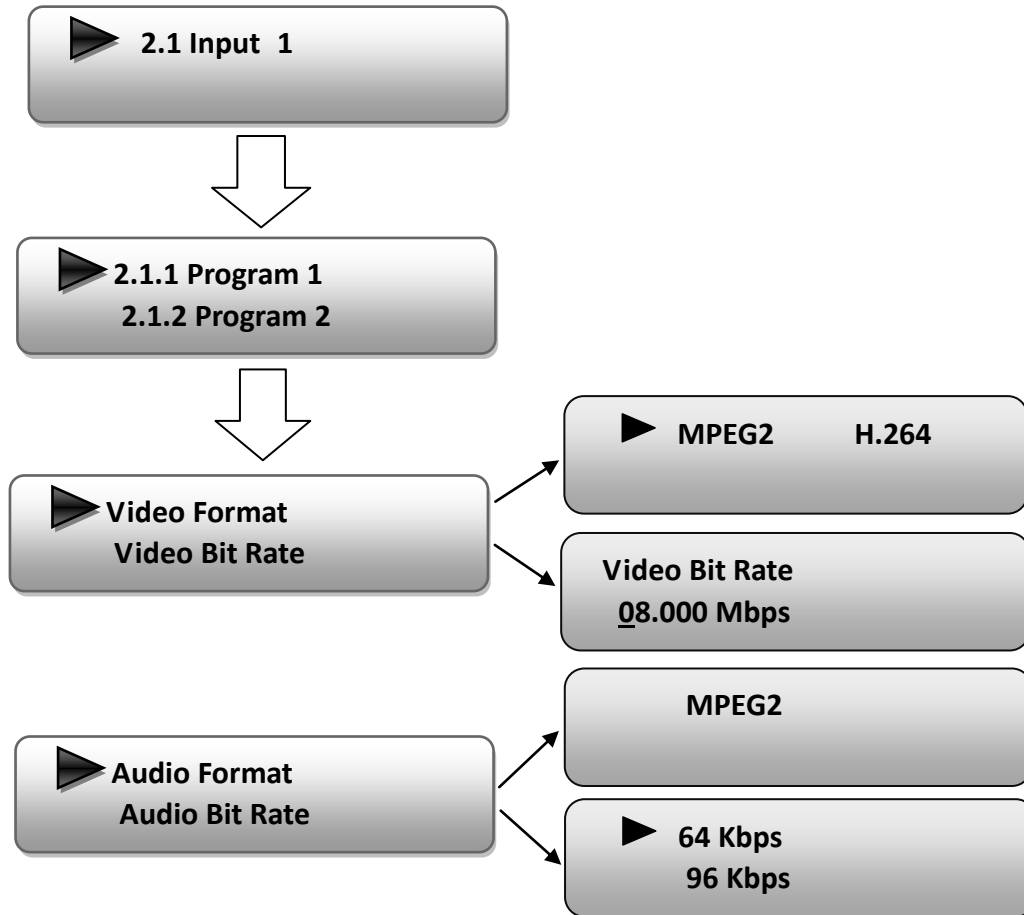 2.1 Input 1
2.1.1 Program 1
2.1.2 Program 2
Video Format
Video Bit Rate
MPEG2 H.264
Video Bit Rate
08.000 Mbps
Audio Format
Audio Bit Rate
MPEG2
64 Kbps
96 Kbps